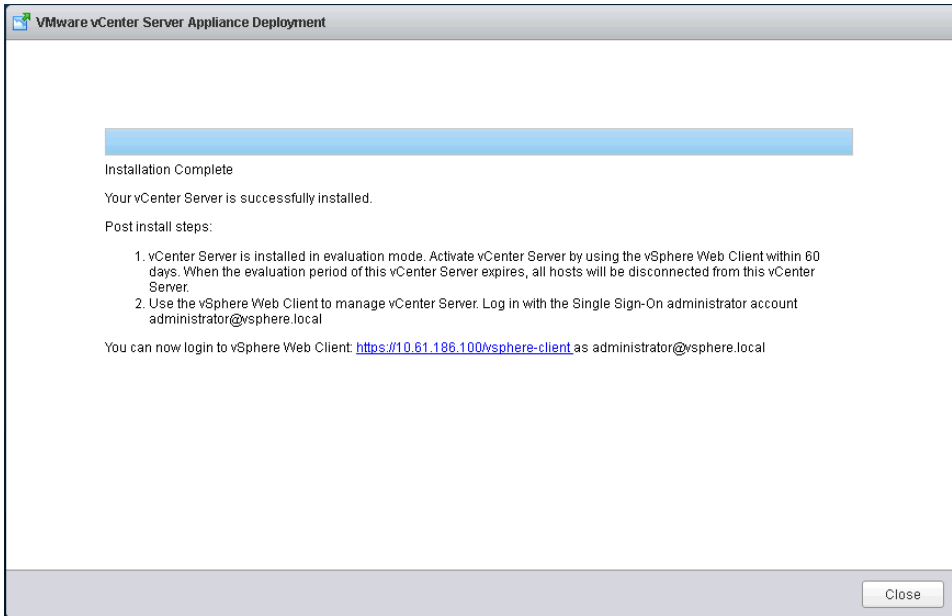 VMware vCenter Server Appliance Deployment
Installation Complete
Your vCenter Server is successfully installed.
Post install steps:
1. vCenter Server is installed in evaluation mode. Activate vCenter Server by using the vSphere Web Client within 60
days. When the evaluation period of this vCenter Server expires, all hosts will be disconnected from this vCenter
Server.
2. Use the vSphere Web Client to manage vCenter Server. Log in with the Single Sign-On administrator account
administrator@vsphere.local
You can now login to vSphere Web Client: https://10.61.186.100/vsphere-client as administrator@vsphere.local
Close